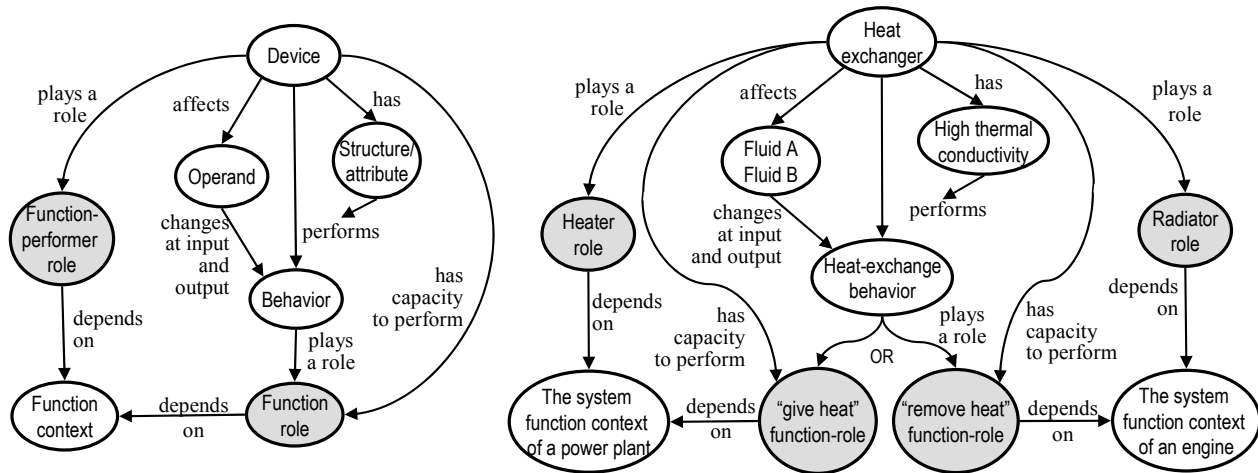 Device
plays a
role
affects
has
Operand
Structure/
attribute
Function-
performer
role
changes
at input
and
output
performs
Behavior
has
capacity
to perform
depends
on
plays
a role
Function
context
depends
on
Function
role
Heat
exchanger
plays a
role
affects
has
plays a
role
Fluid A
Fluid B
High thermal
conductivity
Heater
role
changes
at input
and output
performs
Radiator
role
Heat-exchange
behavior
depends
on
has
capacity
to perform
OR
plays
a role
has
capacity
to perform
depends
on
The system
function context
of a power plant
depends
on
“give heat”
function-role
“remove heat”
function-role
depends
on
The system
function context
of an engine